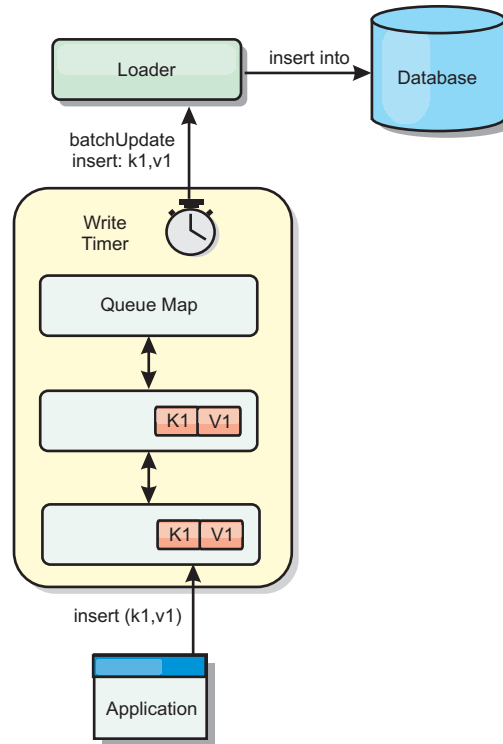 Loader
insert into
Database
batchUpdate
insert: k1,v1
Write
Timer
Queue Map
K1 V1
K1 V1
insert (k1,v1)
Application